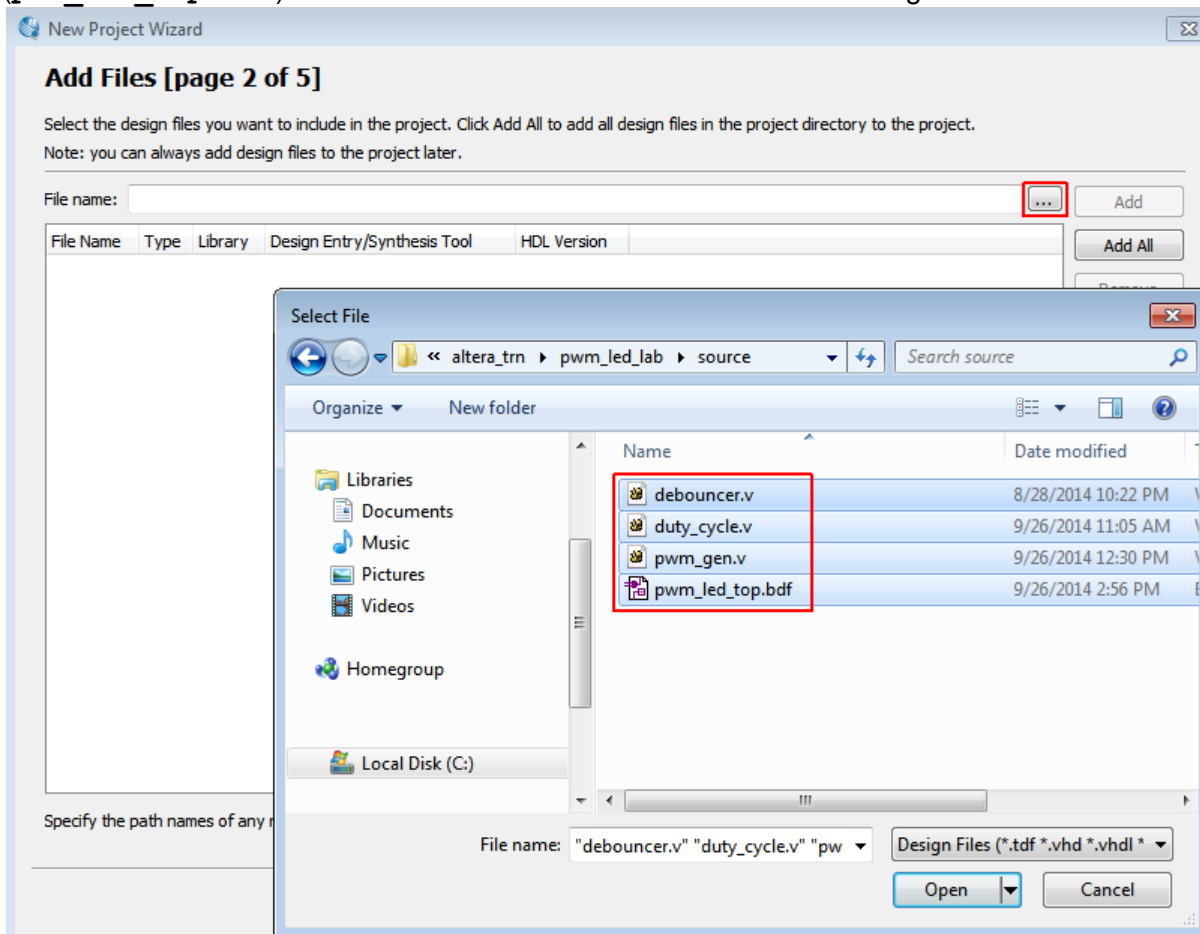 New Project Wizard
Add Files [page 2 of 5]
Select the design files you want to include in the project. Click Add All to add all design files in the project directory to the project.
Note: you can always add design files to the project later.
File name: ... Add
File Name Type Library Design Entry/Synthesis Tool HDL Version Add All
Select File
« altera_trn pwm_led_lab source Search source
Organize New folder
Name Date modified
Libraries
debouncer.v 8/28/2014 10:22 PM
Documents
duty_cycle.v 9/26/2014 11:05 AM
Music
pwm_gen.v 9/26/2014 12:30 PM
Pictures
pwm_led_top.bdf 9/26/2014 2:56 PM
Videos
Homegroup
Local Disk (C:)
Specify the path names of any
File name: "debouncer.v" "duty_cycle.v" "pw Design Files (*.tdf *.vhd *.vhdl *
Open Cancel